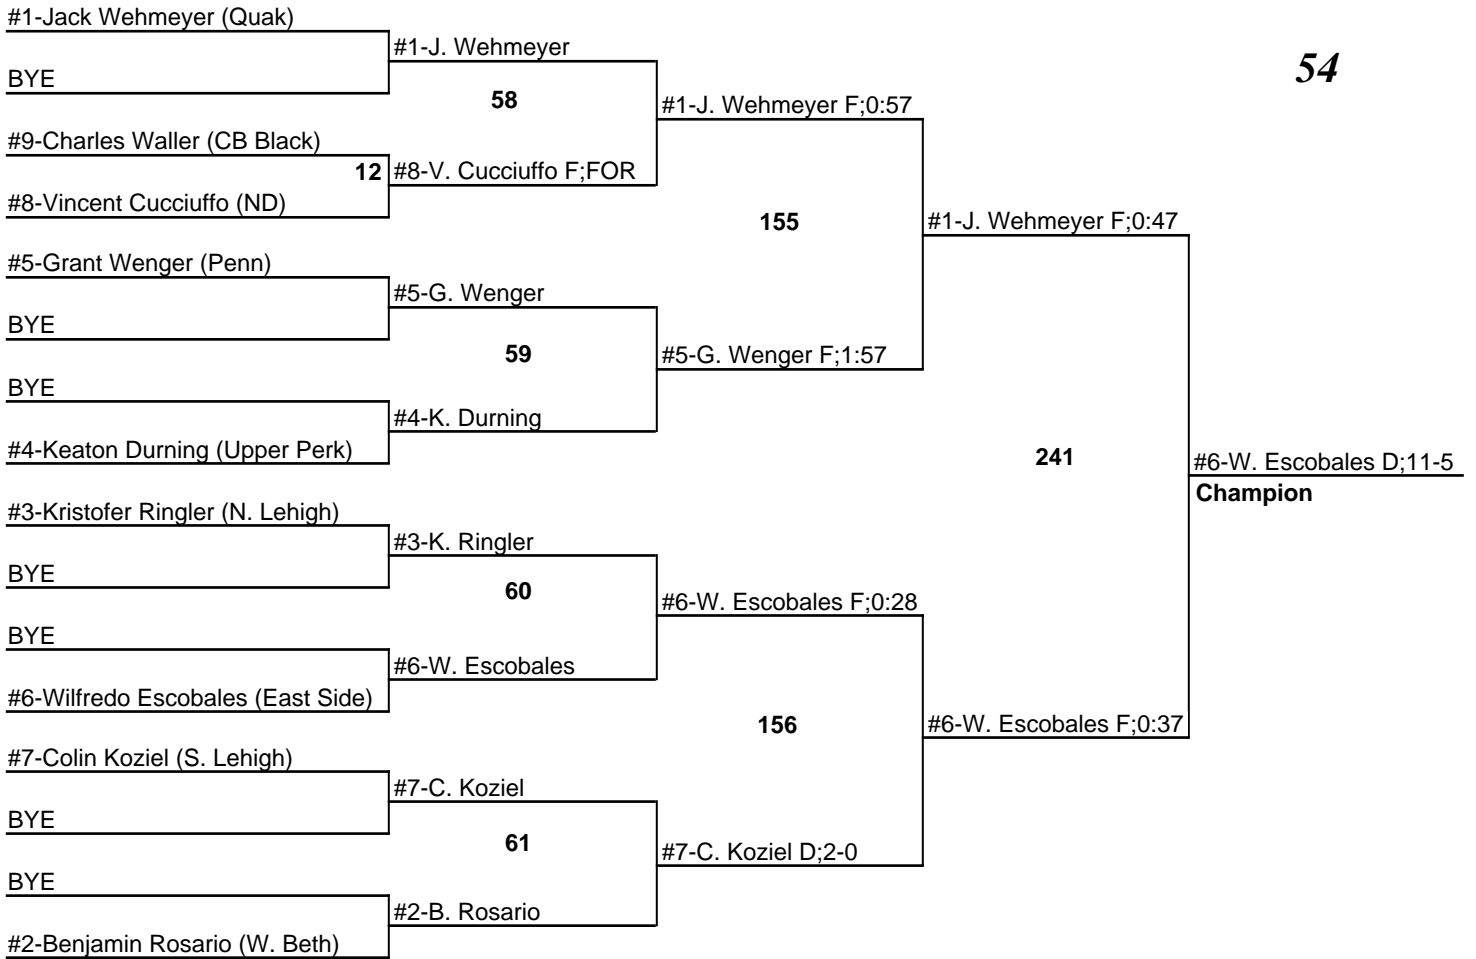 #1-Jack Wehmeyer (Quak)
#1-J. Wehmeyer
54
BYE
58
#1-J. Wehmeyer F;0:57
#9-Charles Waller (CB Black)
12
#8-V. Cucciuffo F;FOR
#8-Vincent Cucciuffo (ND)
155
#1-J. Wehmeyer F;0:47
#5-Grant Wenger (Penn)
#5-G. Wenger
BYE
59
#5-G. Wenger F;1:57
BYE
#4-K. Durning
#4-Keaton Durning (Upper Perk)
241
#6-W. Escobales D;11-5
Champion
#3-Kristofer Ringler (N. Lehigh)
#3-K. Ringler
BYE
60
#6-W. Escobales F;0:28
BYE
#6-W. Escobales
#6-Wilfredo Escobales (East Side)
156
#6-W. Escobales F;0:37
#7-Colin Koziel (S. Lehigh)
#7-C. Koziel
BYE
61
#7-C. Koziel D;2-0
BYE
#2-B. Rosario
#2-Benjamin Rosario (W. Beth)